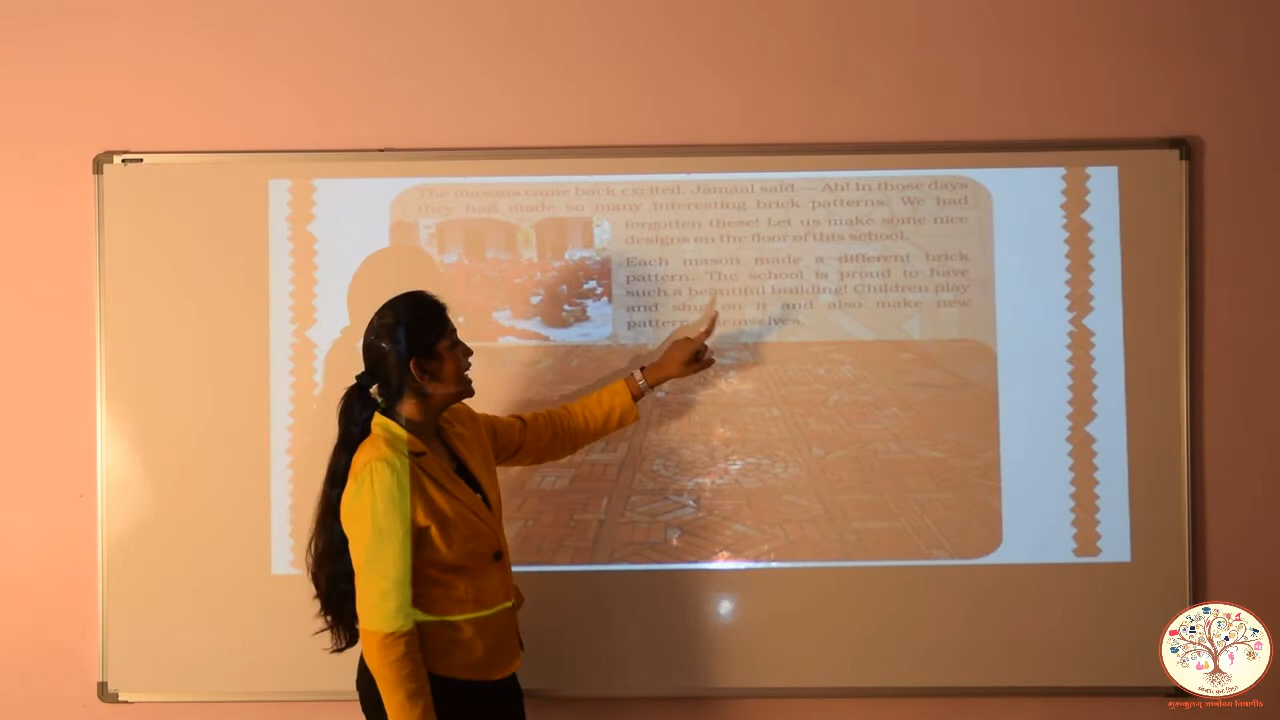 The masons came back excited. Jamaal said — Ah! In those days
they had made so many interesting brick patterns. We had
forgotten these! Let us make some nice
designs on the floor of this school.
Each mason made a different brick
pattern. The school is proud to have
such a beautiful building! Children play
and sing on it and also make new
patterns themselves.